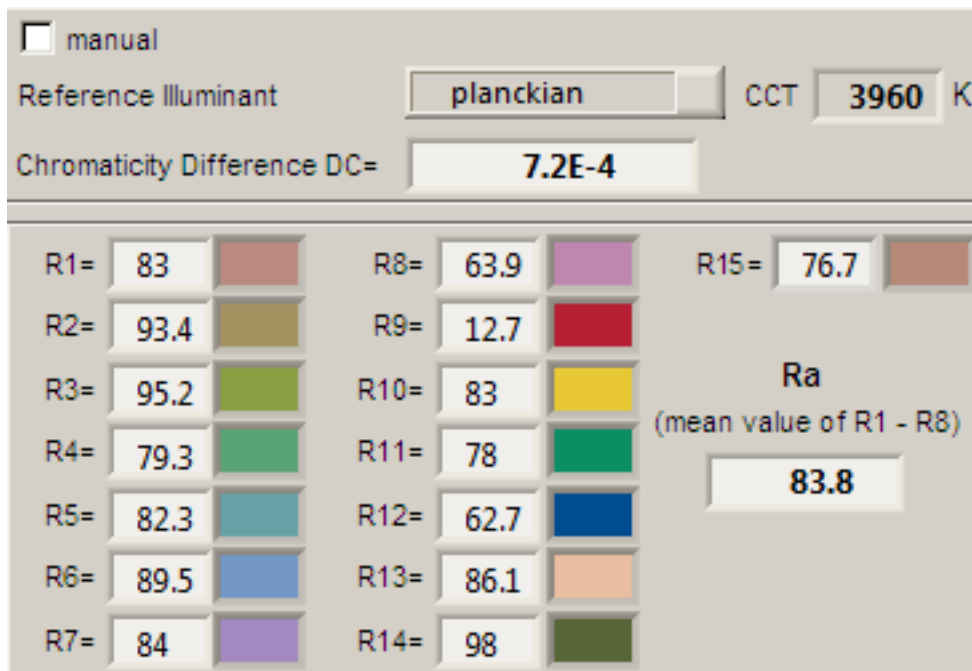 manual
Reference Illuminant planckian CCT 3960 K
Chromaticity Difference DC= 7.2E-4
R1= 83 R8= 63.9 R15= 76.7
R2= 93.4 R9= 12.7
R3= 95.2 R10= 83
Ra
(mean value of R1 - R8)
83.8
R4= 79.3 R11= 78
R5= 82.3 R12= 62.7
R6= 89.5 R13= 86.1
R7= 84 R14= 98